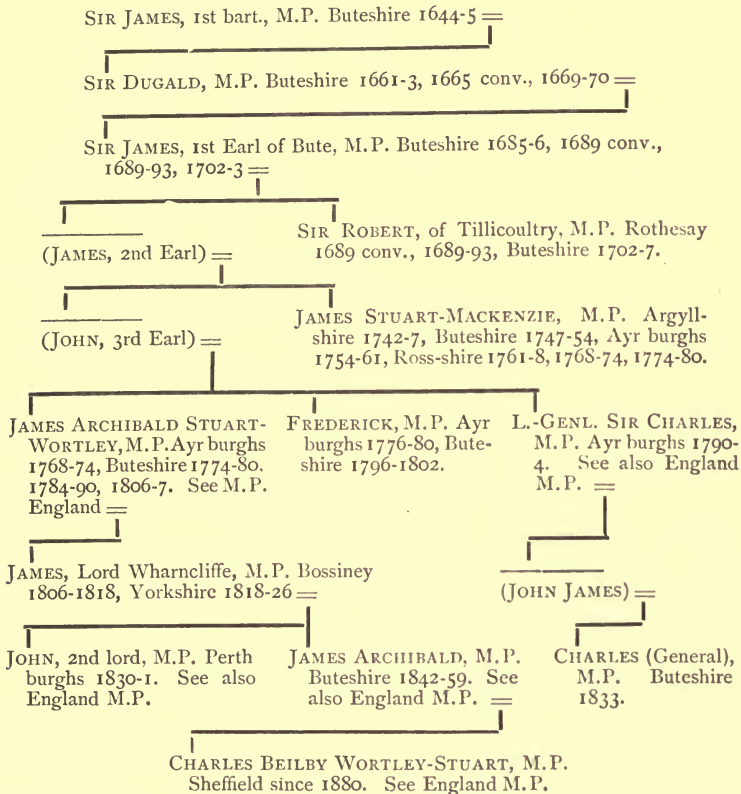 SIR JAMES, 1st bart., M.P. Buteshire 1644-5 =
SIR DUGALD, M.P. Buteshire 1661-3, 1665 conv., 1669-70 =
SIR JAMES, 1st Earl of Bute, M.P. Buteshire 1685-6, 1689 conv.,
1689-93, 1702-3 =
(JAMES, 2nd Earl) =
SIR ROBERT, of Tillicoultry, M.P. Rothesay
1689 conv., 1689-93, Buteshire 1702-7.
(JOHN, 3rd Earl) =
JAMES STUART-MACKENZIE, M.P. Argyll-
shire 1742-7, Buteshire 1747-54, Ayr burghs
1754-61, Ross-shire 1761-8, 1768-74, 1774-80.
JAMES ARCHIBALD STUART-
WORTLEY, M.P. Ayr burghs
1768-74, Buteshire 1774-80,
1784-90, 1806-7. See M.P.
England =
FREDERICK, M.P. Ayr
burghs 1776-80, Bute-
shire 1796-1802.
L.-GENL. SIR CHARLES,
M.P. Ayr burghs 1790-
4. See also England
M.P. =
JAMES, Lord Wharncliffe, M.P. Bossiney
1806-1818, Yorkshire 1818-26 =
(JOHN JAMES) =
JOHN, 2nd lord, M.P. Perth
burghs 1830-1. See also
England M.P.
JAMES ARCHIBALD, M.P.
Buteshire 1842-59. See
also England M.P. =
CHARLES (General),
M.P. Buteshire
1833.
CHARLES BEILBY WORTLEY-STUART, M.P.
Sheffield since 1880. See England M.P.